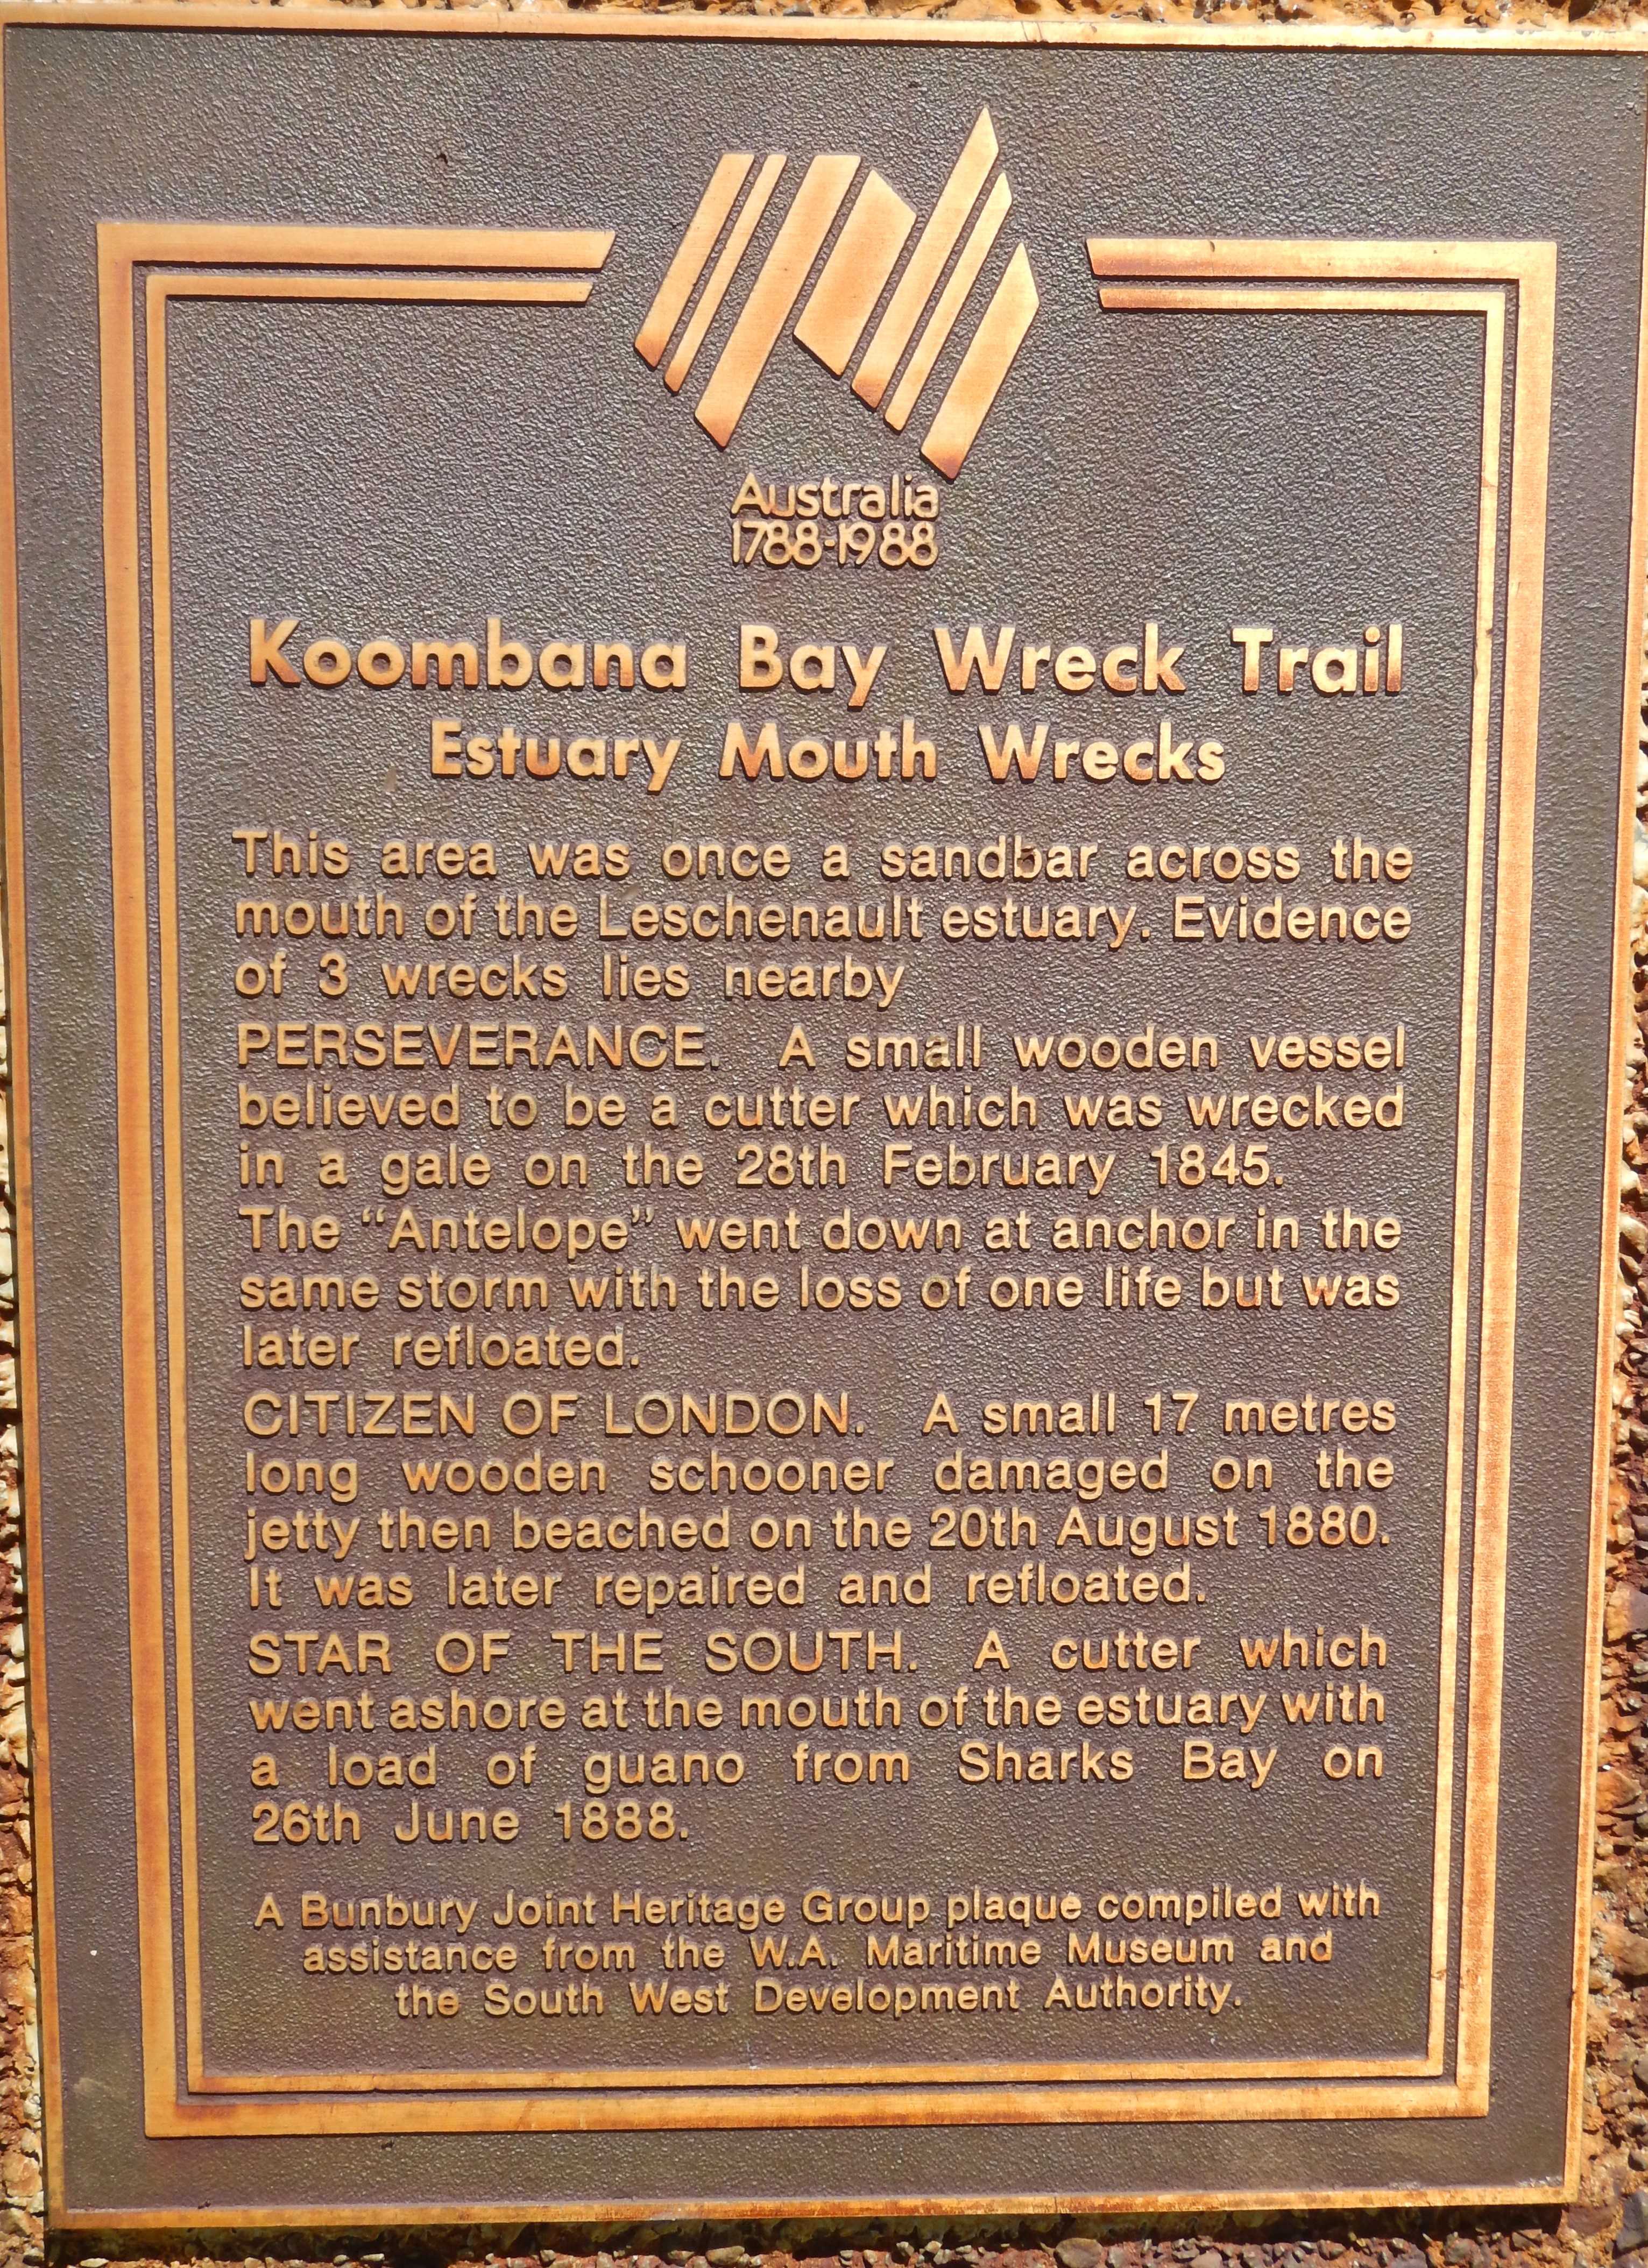 Australia
1788-1988
Koombana Bay Wreck Trail
Estuary Mouth Wrecks
This area was once a sandbar across the
mouth of the Leschenault estuary. Evidence
of 3 wrecks lies nearby
PERSEVERANCE. A small wooden vessel
believed to be a cutter which was wrecked
in a gale on the 28th February 1845.
The “Antelope” went down at anchor in the
same storm with the loss of one life but was
later refloated.
CITIZEN OF LONDON. A small 17 metres
long wooden schooner damaged on the
jetty then beached on the 20th August 1880.
It was later repaired and refloated.
STAR OF THE SOUTH. A cutter which
went ashore at the mouth of the estuary with
a load of guano from Sharks Bay on
26th June 1888.
A Bunbury Joint Heritage Group plaque compiled with
assistance from the W.A. Maritime Museum and
the South West Development Authority.